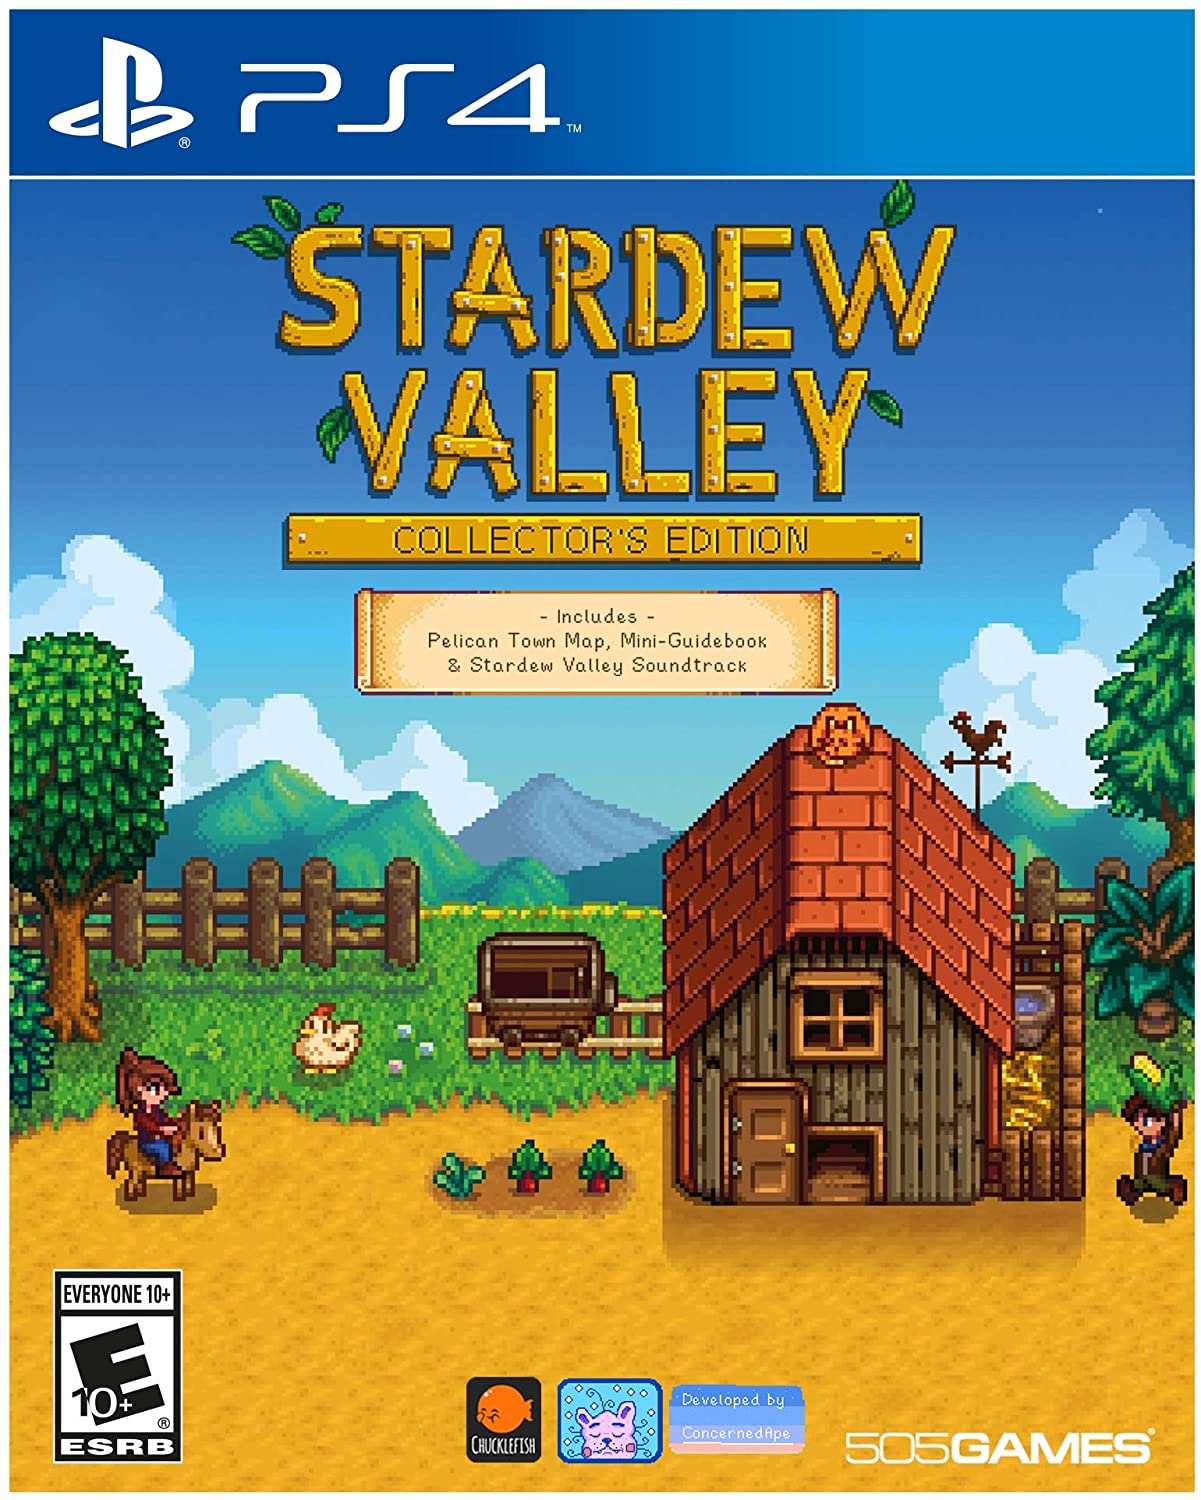 PS4™
STARDEW
VALLEY
COLLECTOR'S EDITION
- Includes -
Pelican Town Map, Mini-Guidebook
& Stardew Valley Soundtrack
EVERYONE 10+
E
10+
®
ESRB
CHUCKLEFISH
Developed by
ConcernedApe
505GAMES®